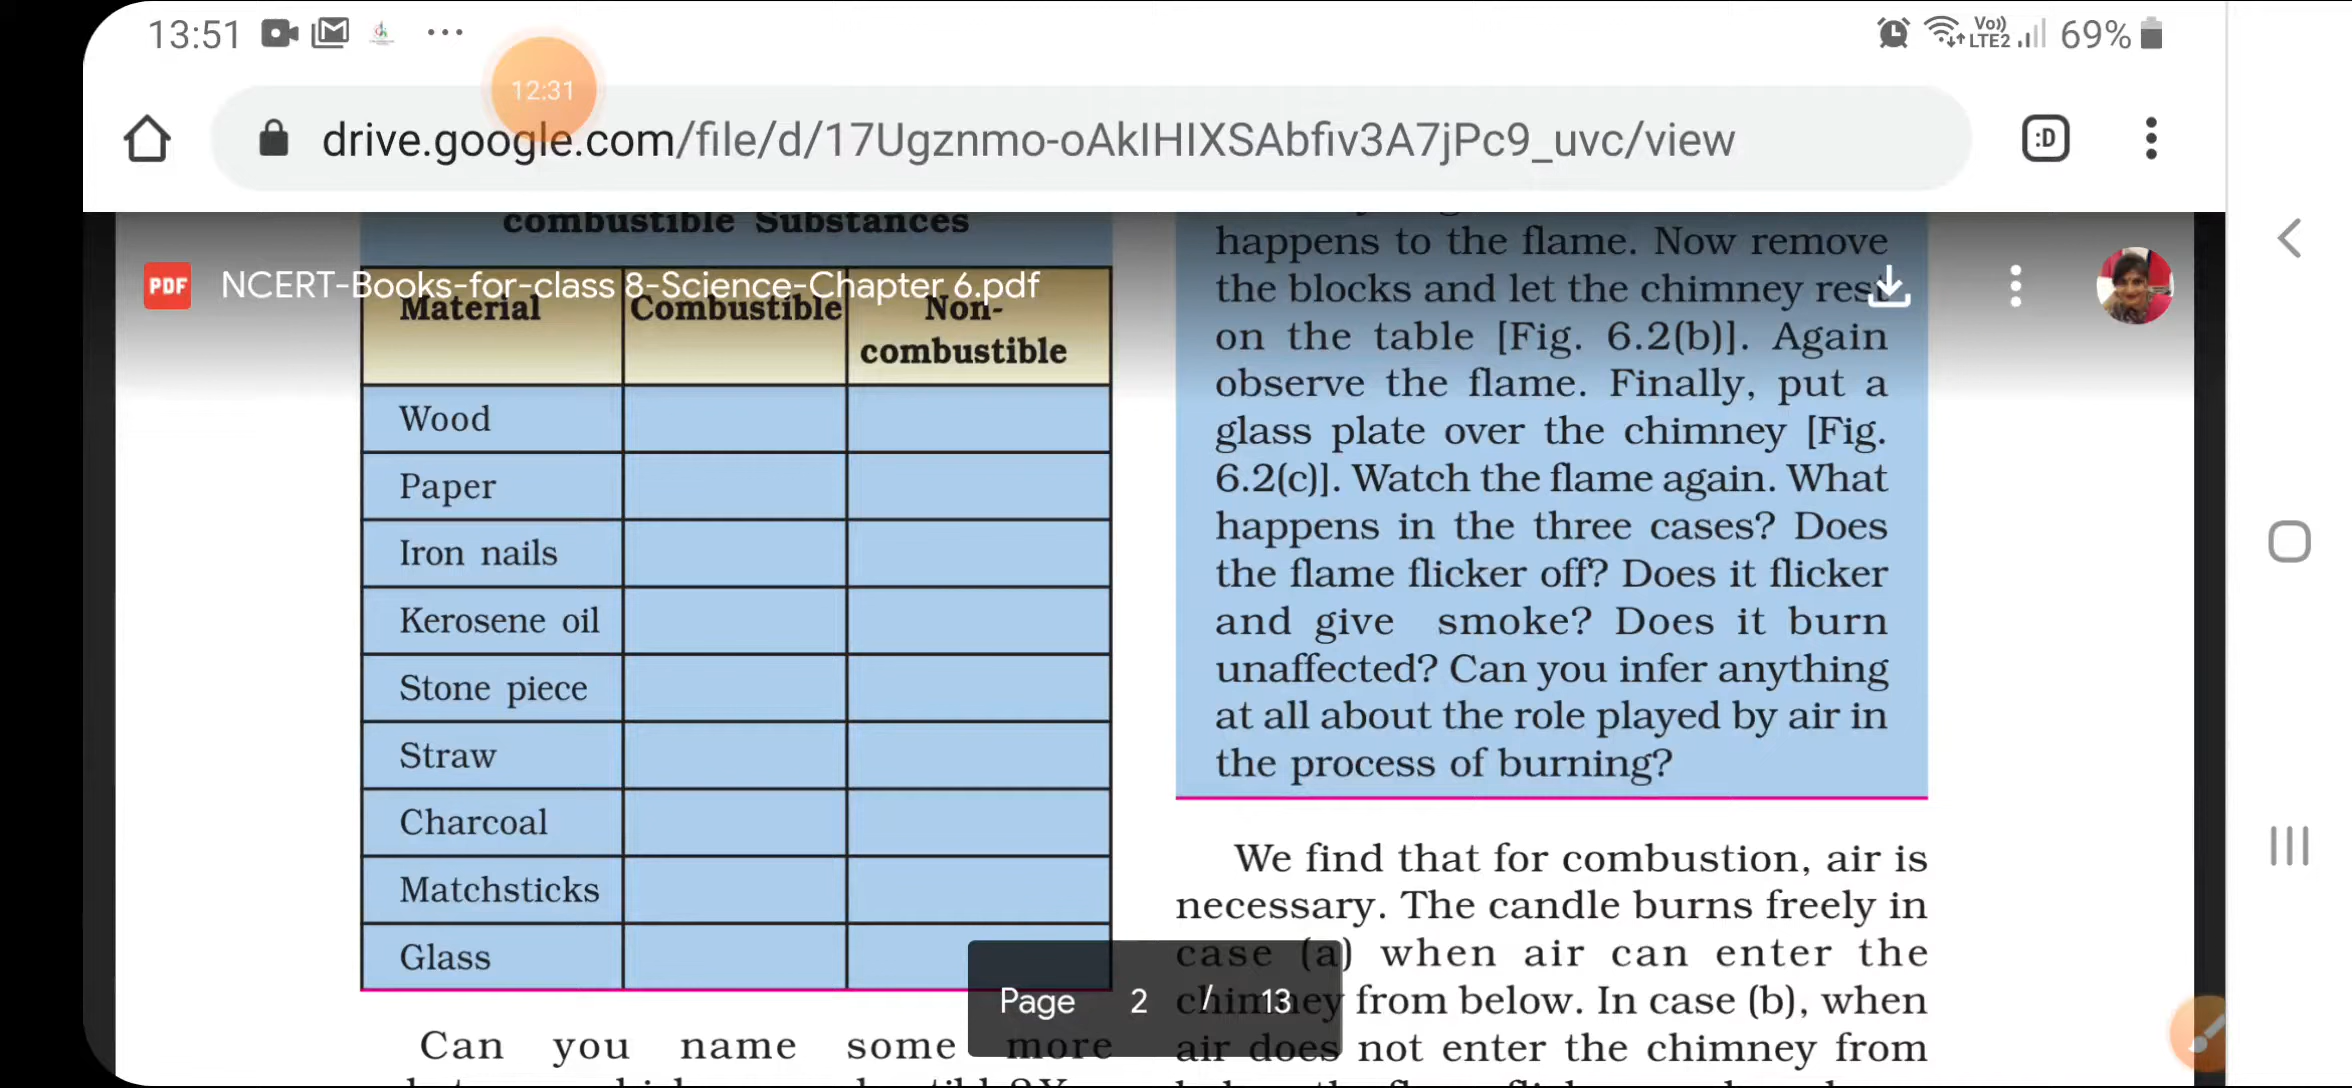 13:51
12:31
Vo))
LTE2
69%
drive.google.com/file/d/17Ugznmo-oAkIHIXSAbfiv3A7jPc9_uvc/view
:D
combustible Substances
PDF NCERT-Books-for-class 8-Science-Chapter 6.pdf
Material Combustible Non-
combustible
Wood
Paper
Iron nails
Kerosene oil
Stone piece
Straw
Charcoal
Matchsticks
Glass
Can you name some more
happens to the flame. Now remove
the blocks and let the chimney rest
on the table [Fig. 6.2(b)]. Again
observe the flame. Finally, put a
glass plate over the chimney [Fig.
6.2(c)]. Watch the flame again. What
happens in the three cases? Does
the flame flicker off? Does it flicker
and give smoke? Does it burn
unaffected? Can you infer anything
at all about the role played by air in
the process of burning?
We find that for combustion, air is
necessary. The candle burns freely in
case (a) when air can enter the
chimney from below. In case (b), when
air does not enter the chimney from
Page 2 / 13